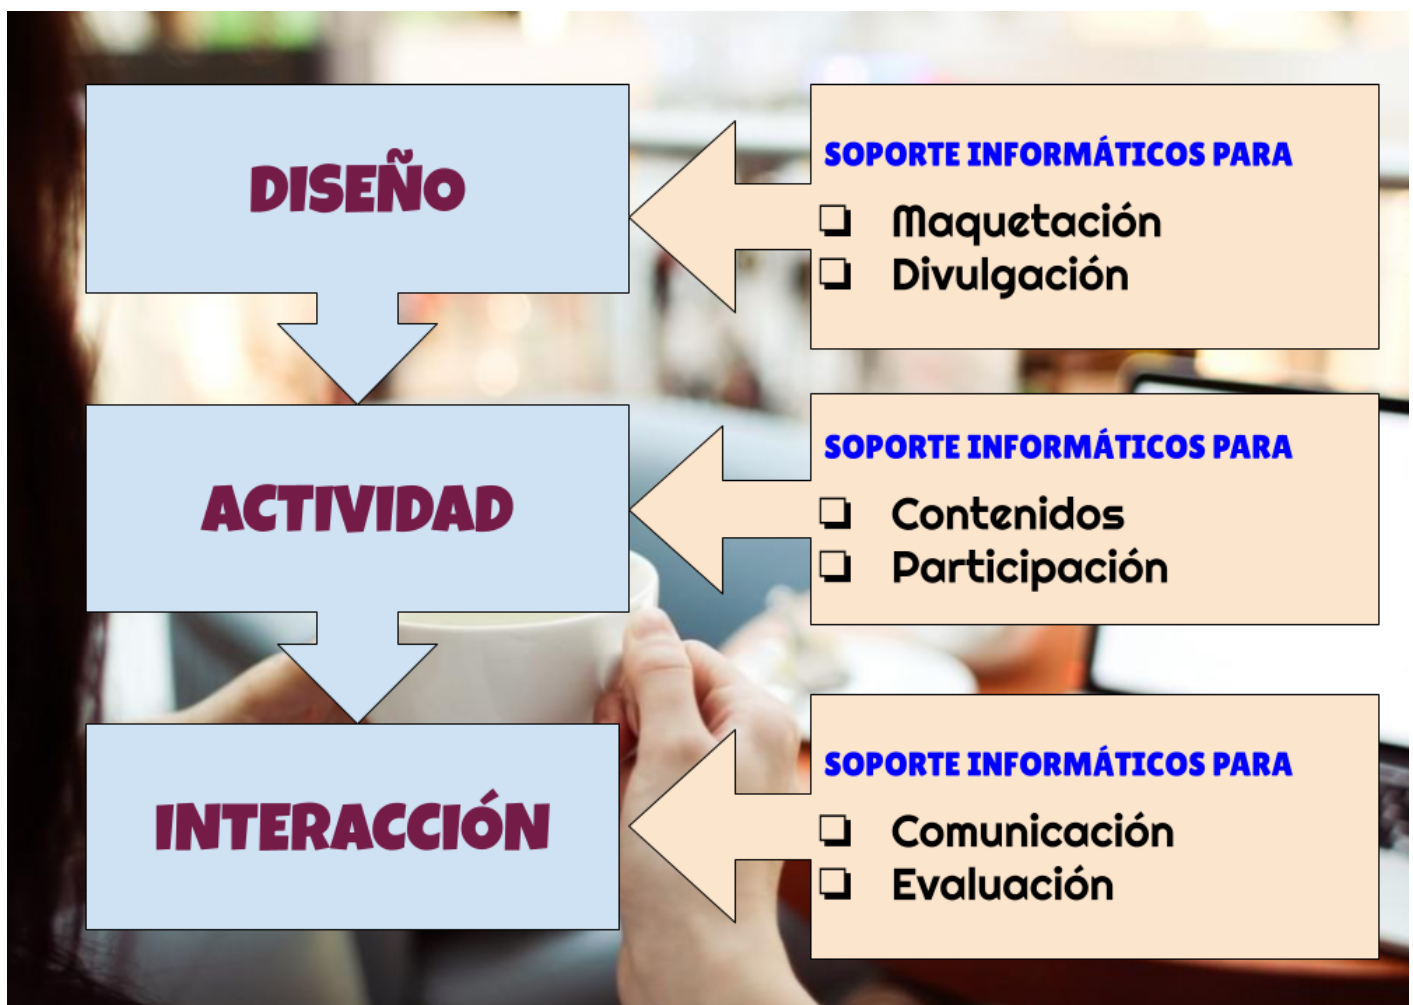 DISEÑO
SOPORTE INFORMÁTICOS PARA
❏ Maquetación
❏ Divulgación
ACTIVIDAD
SOPORTE INFORMÁTICOS PARA
❏ Contenidos
❏ Participación
INTERACCIÓN
SOPORTE INFORMÁTICOS PARA
❏ Comunicación
❏ Evaluación